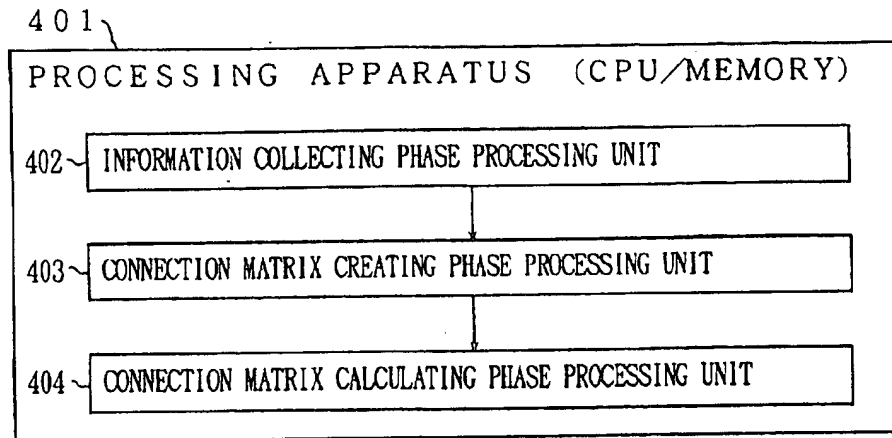 401
PROCESSING APPARATUS (CPU/MEMORY)
402 INFORMATION COLLECTING PHASE PROCESSING UNIT
403 CONNECTION MATRIX CREATING PHASE PROCESSING UNIT
404 CONNECTION MATRIX CALCULATING PHASE PROCESSING UNIT